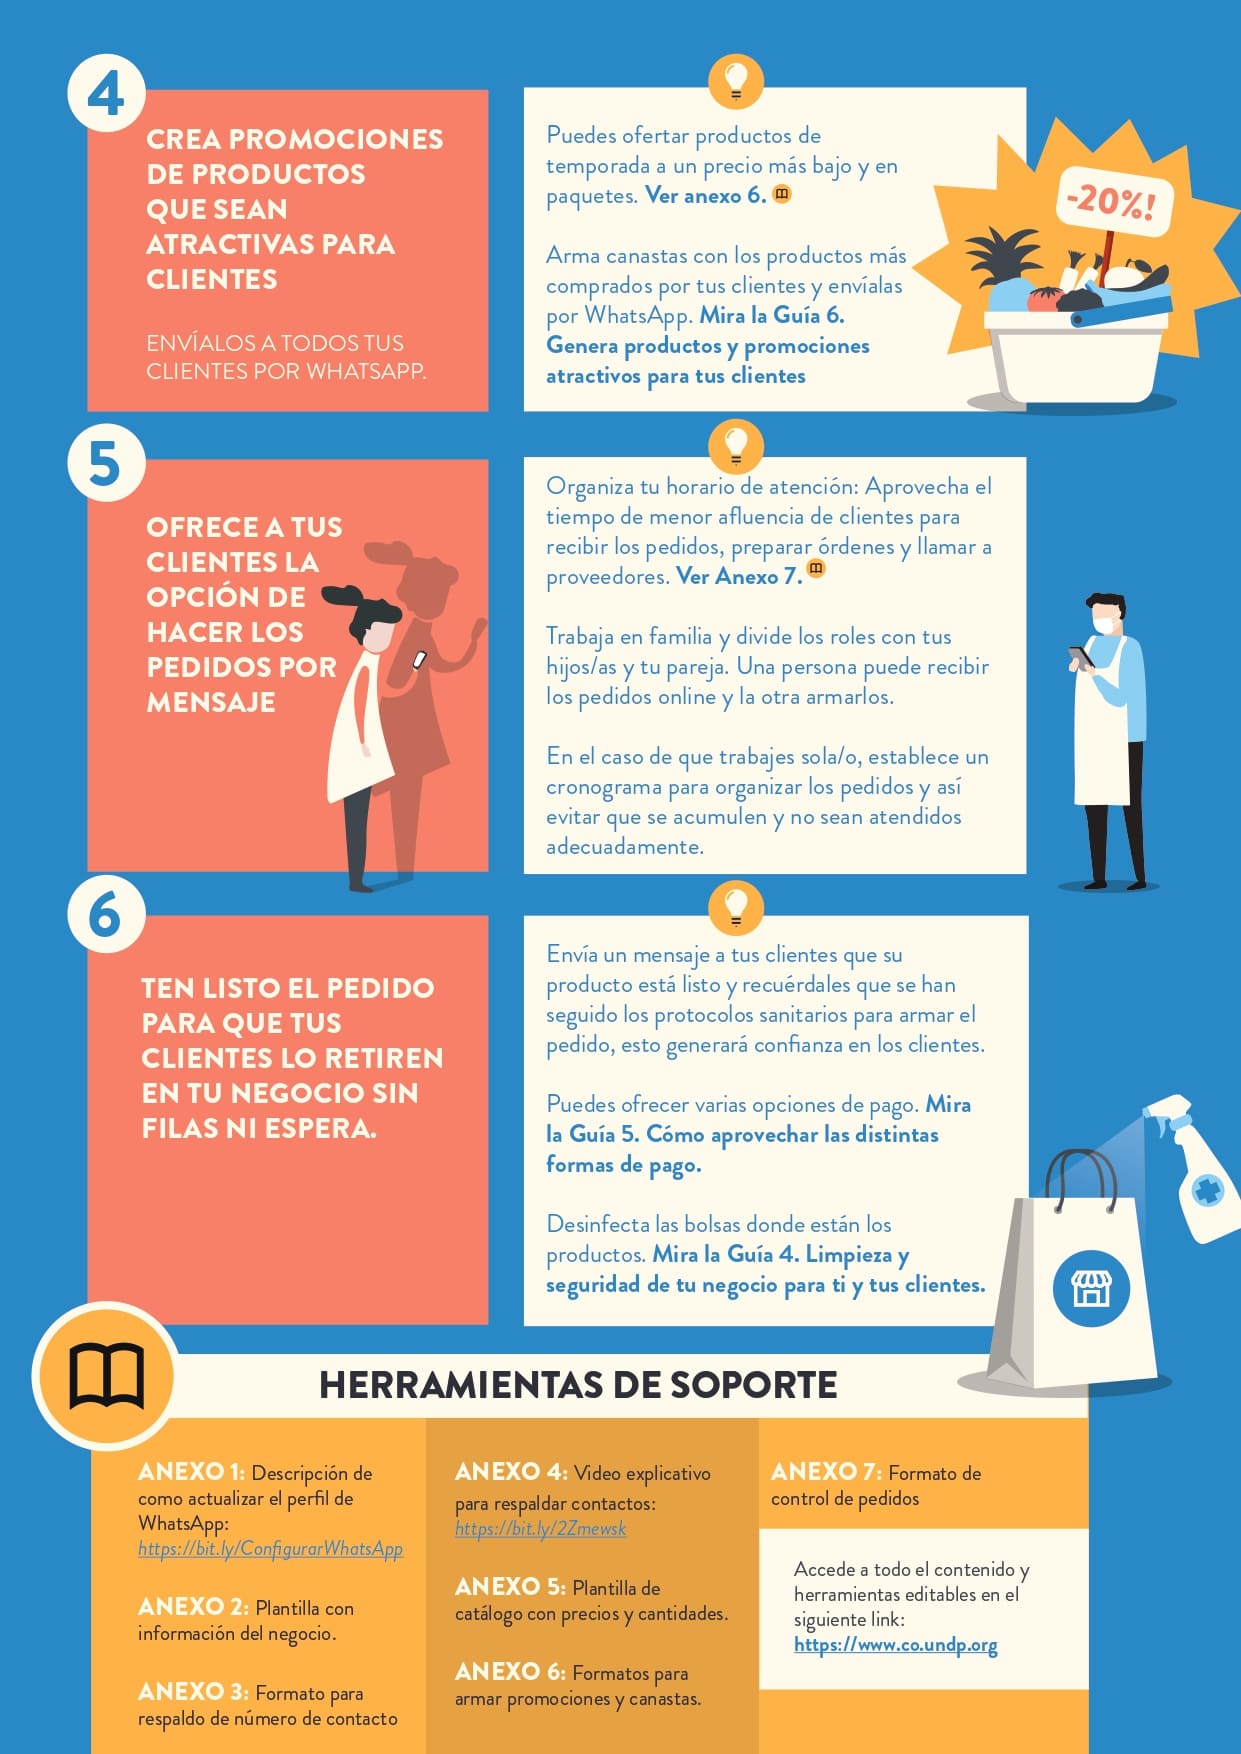 4
CREA PROMOCIONES
DE PRODUCTOS
QUE SEAN
ATRACTIVAS PARA
CLIENTES
ENVÍALOS A TODOS TUS
CLIENTES POR WHATSAPP.
Puedes ofertar productos de
temporada a un precio más bajo y en
paquetes. Ver anexo 6.
Arma canastas con los productos más
comprados por tus clientes y envíalas
por WhatsApp. Mira la Guía 6.
Genera productos y promociones
atractivos para tus clientes
-20%!
5
OFRECE A TUS
CLIENTES LA
OPCIÓN DE
HACER LOS
PEDIDOS POR
MENSAJE
Organiza tu horario de atención: Aprovecha el
tiempo de menor afluencia de clientes para
recibir los pedidos, preparar órdenes y llamar a
proveedores. Ver Anexo 7.
Trabaja en familia y divide los roles con tus
hijos/as y tu pareja. Una persona puede recibir
los pedidos online y la otra armarlos.
En el caso de que trabajes sola/o, establece un
cronograma para organizar los pedidos y así
evitar que se acumulen y no sean atendidos
adecuadamente.
6
TEN LISTO EL PEDIDO
PARA QUE TUS
CLIENTES LO RETIREN
EN TU NEGOCIO SIN
FILAS NI ESPERA.
Envía un mensaje a tus clientes que su
producto está listo y recuérdales que se han
seguido los protocolos sanitarios para armar el
pedido, esto generará confianza en los clientes.
Puedes ofrecer varias opciones de pago. Mira
la Guía 5. Cómo aprovechar las distintas
formas de pago.
Desinfecta las bolsas donde están los
productos. Mira la Guía 4. Limpieza y
seguridad de tu negocio para ti y tus clientes.
HERRAMIENTAS DE SOPORTE
ANEXO 1: Descripción de
como actualizar el perfil de
WhatsApp:
https://bit.ly/ConfigurarWhatsApp
ANEXO 2: Plantilla con
información del negocio.
ANEXO 3: Formato para
respaldo de número de contacto
ANEXO 4: Video explicativo
para respaldar contactos:
https://bit.ly/2Zmewsk
ANEXO 5: Plantilla de
catálogo con precios y cantidades.
ANEXO 6: Formatos para
armar promociones y canastas.
ANEXO 7: Formato de
control de pedidos
Accede a todo el contenido y
herramientas editables en el
siguiente link:
https://www.co.undp.org